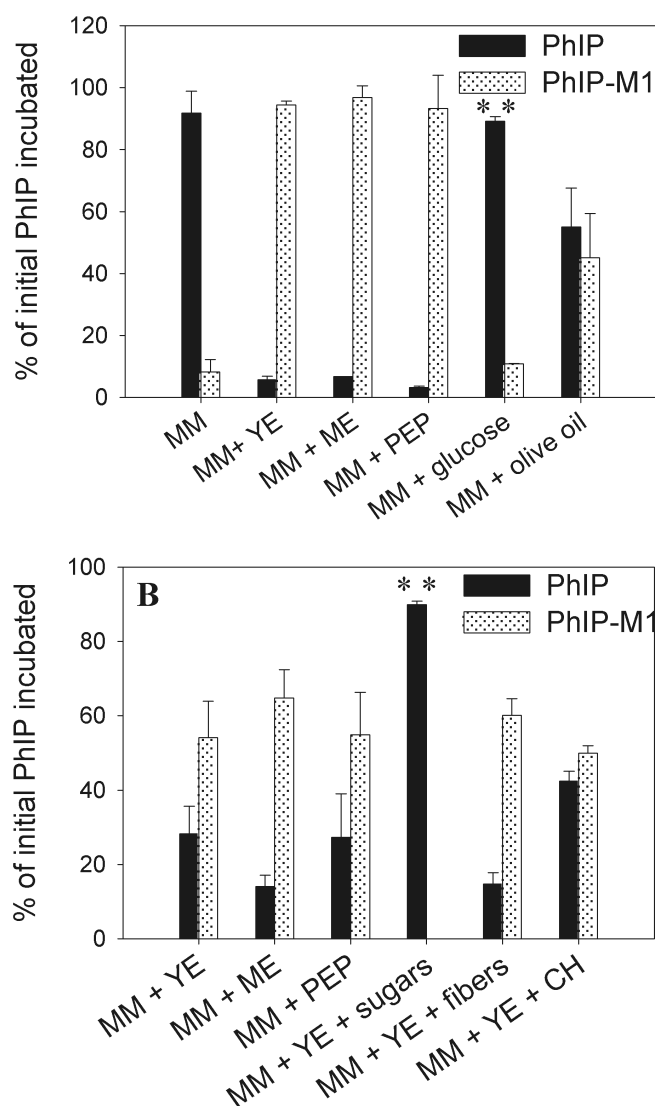 120
100
80
60
40
20
0
% of initial PhIP incubated
PhIP
PhIP-M1
* *
MM
MM+ YE
MM + ME
MM + PEP
MM + glucose
MM + olive oil
100
80
60
40
20
0
% of initial PhIP incubated
B
* *
PhIP
PhIP-M1
MM + YE
MM + ME
MM + PEP
MM + YE + sugars
MM + YE + fibers
MM + YE + CH